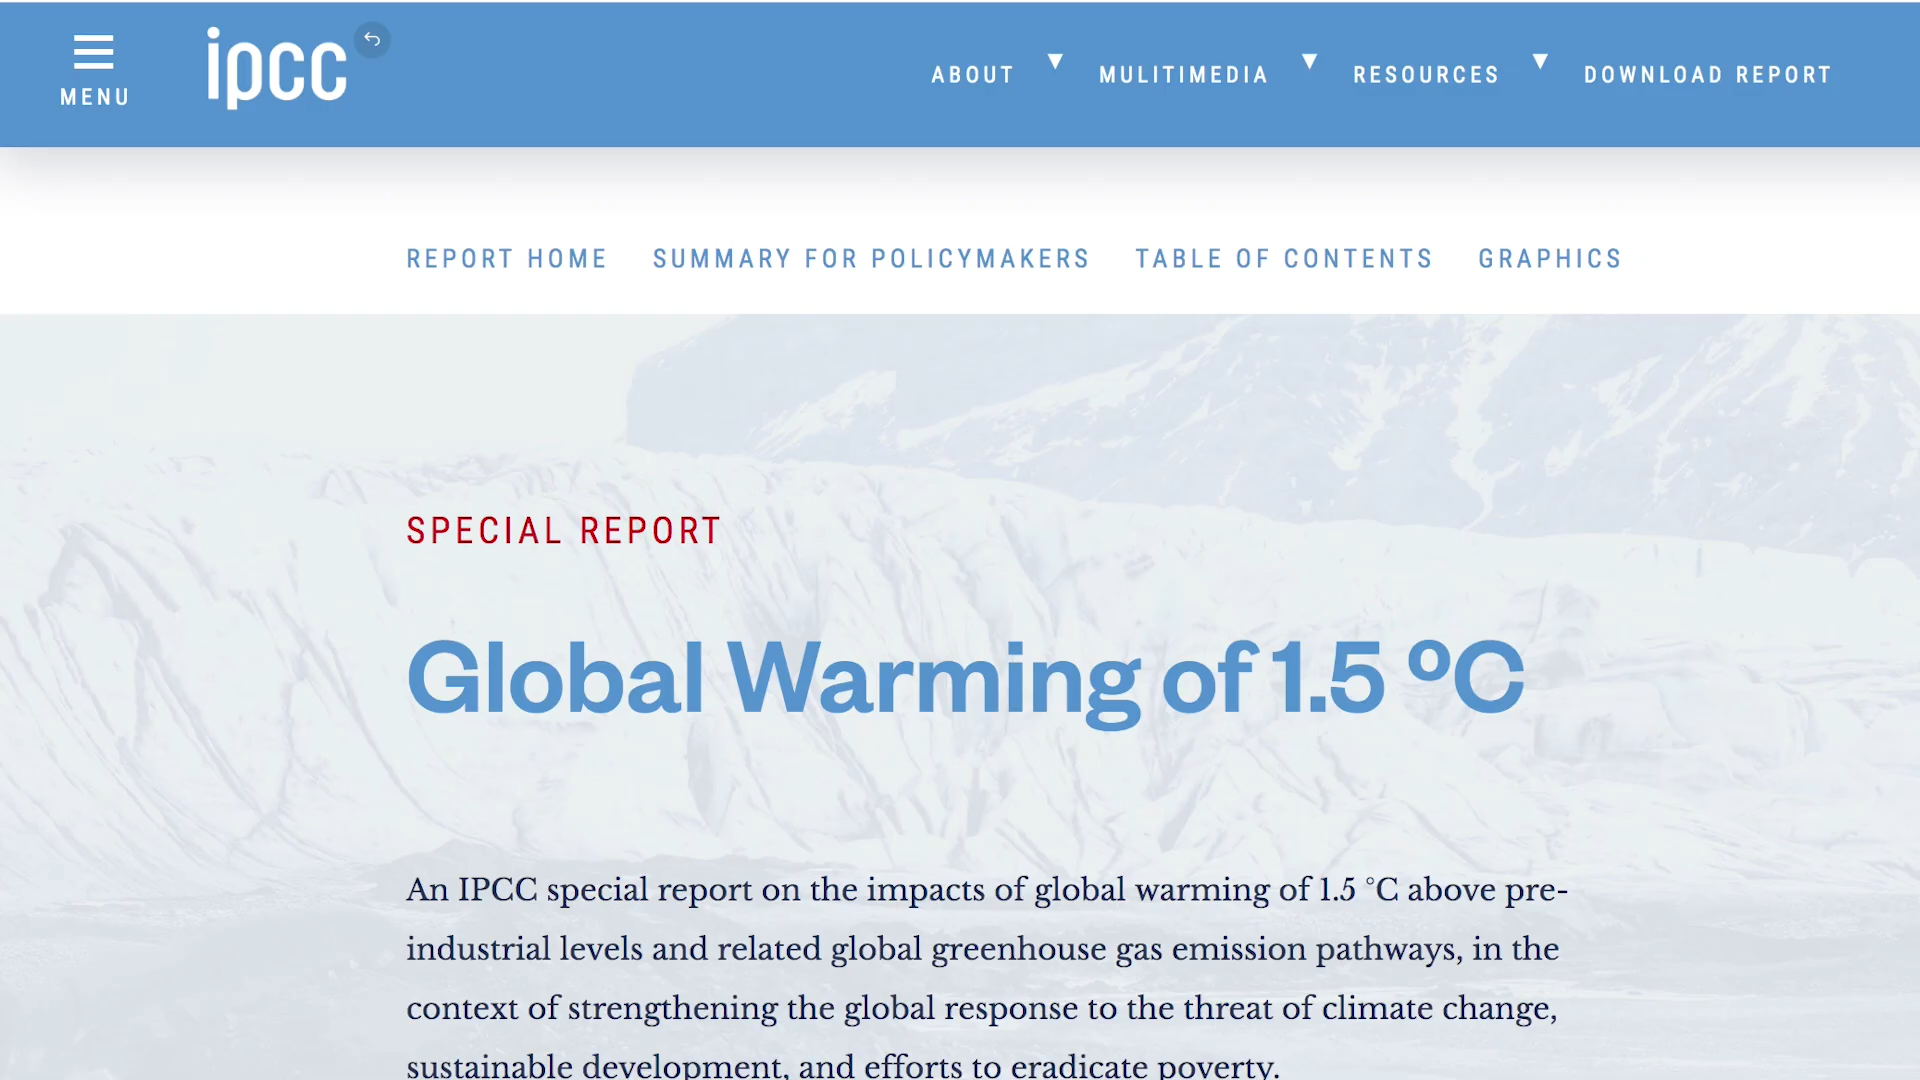 MENU
ipcc
ABOUT
MULITIMEDIA
RESOURCES
DOWNLOAD REPORT
REPORT HOME
SUMMARY FOR POLICYMAKERS
TABLE OF CONTENTS
GRAPHICS
SPECIAL REPORT
Global Warming of 1.5 ºC
An IPCC special report on the impacts of global warming of 1.5 °C above pre-
industrial levels and related global greenhouse gas emission pathways, in the
context of strengthening the global response to the threat of climate change,
sustainable development, and efforts to eradicate poverty.